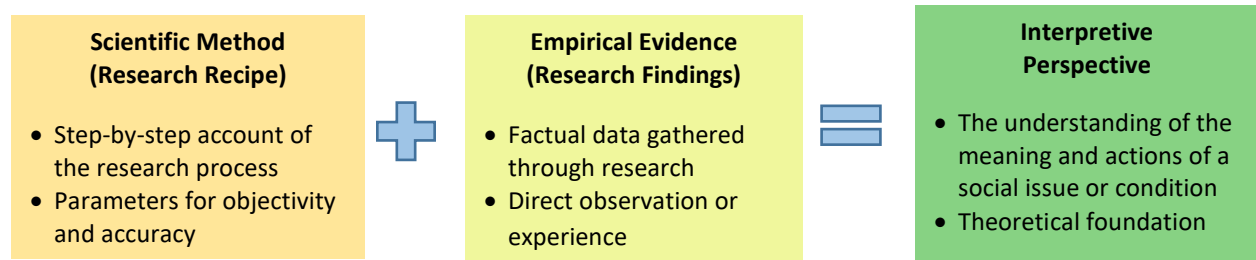 Scientific Method
(Research Recipe)
• Step-by-step account of
the research process
• Parameters for objectivity
and accuracy
Empirical Evidence
(Research Findings)
• Factual data gathered
through research
• Direct observation or
experience
Interpretive
Perspective
• The understanding of the
meaning and actions of a
social issue or condition
• Theoretical foundation